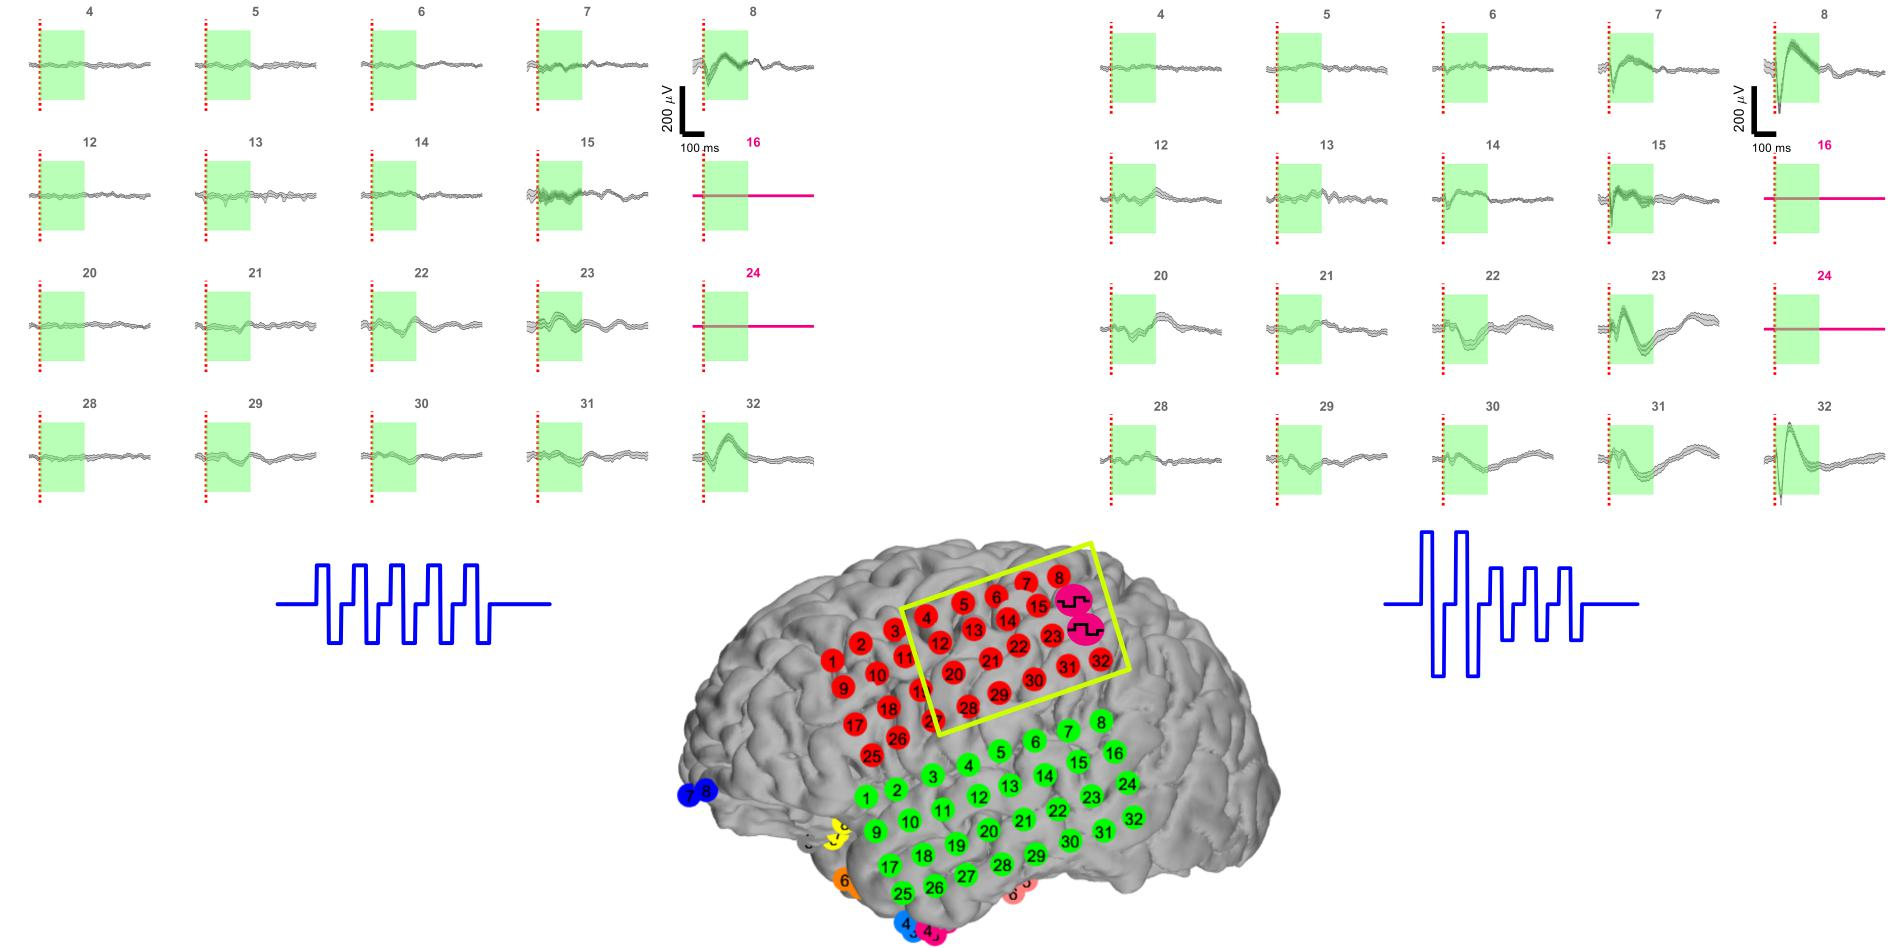 4 5 6 7 8
200 µV
100 ms
12 13 14 15 16
20 21 22 23 24
28 29 30 31 32
4 5 6 7 8
200 µV
100 ms
12 13 14 15 16
20 21 22 23 24
28 29 30 31 32
1 2 3 4 5 6 7 8
9 10 11 12 13 14 15
17 18 19 20 21 22 23
25 26 27 28 29 30 31 32
1 2 3 4 5 6 7 8
9 10 11 12 13 14 15 16
17 18 19 20 21 22 23 24
25 26 27 28 29 30 31 32
7 8
6
4
4
6